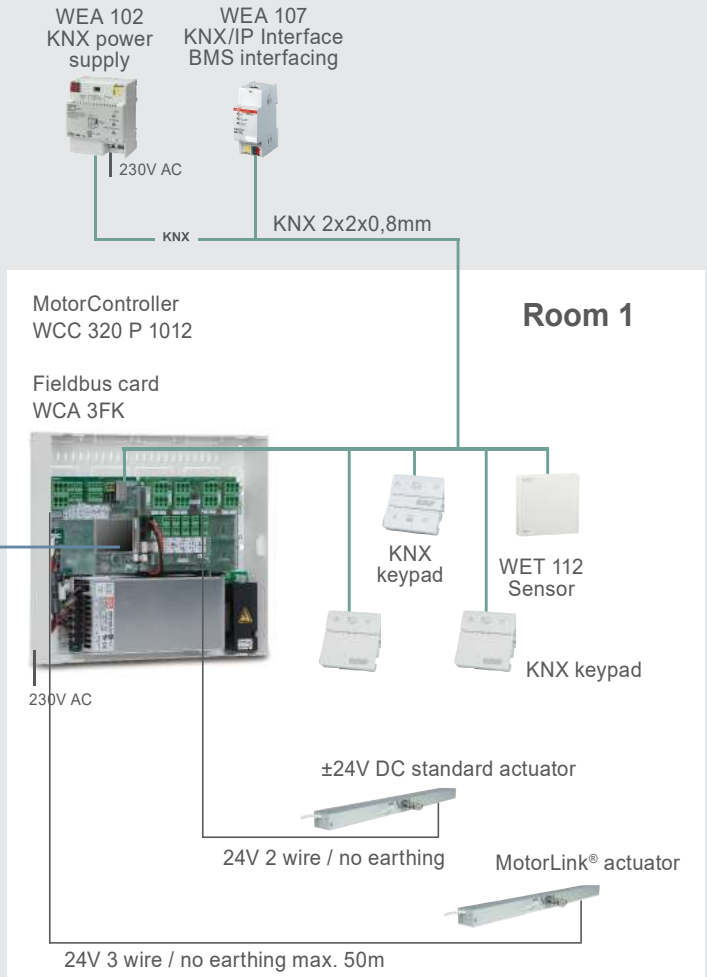 WEA 102
KNX power
supply
WEA 107
KNX/IP Interface
BMS interfacing
230V AC
KNX
KNX 2x2x0,8mm
MotorController
WCC 320 P 1012
Room 1
Fieldbus card
WCA 3FK
KNX
keypad
WET 112
Sensor
KNX keypad
230V AC
±24V DC standard actuator
24V 2 wire / no earthing
MotorLink® actuator
24V 3 wire / no earthing max. 50m